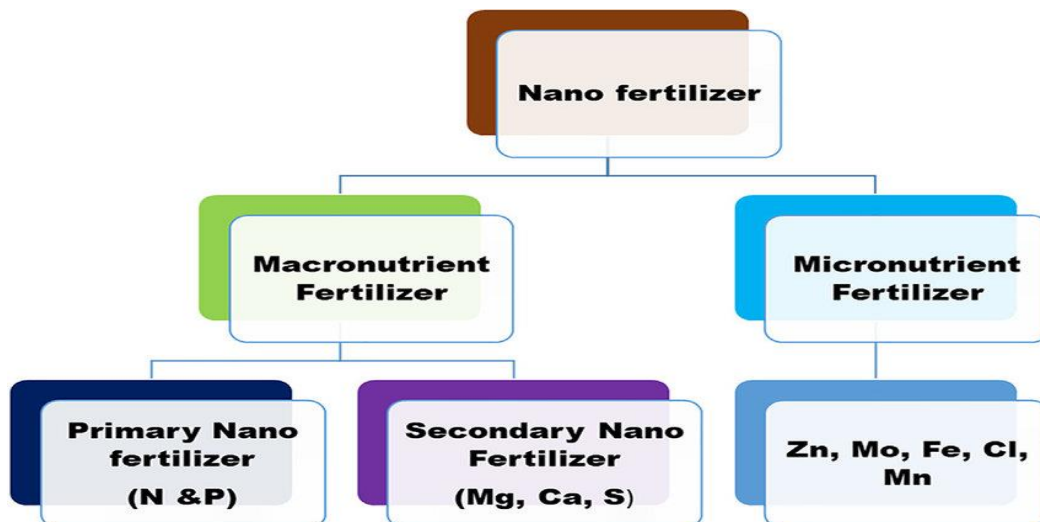 Nano fertilizer
Macronutrient
Fertilizer
Micronutrient
Fertilizer
Primary Nano
fertilizer
(N &P)
Secondary Nano
Fertilizer
(Mg, Ca, S)
Zn, Mo, Fe, Cl,
Mn